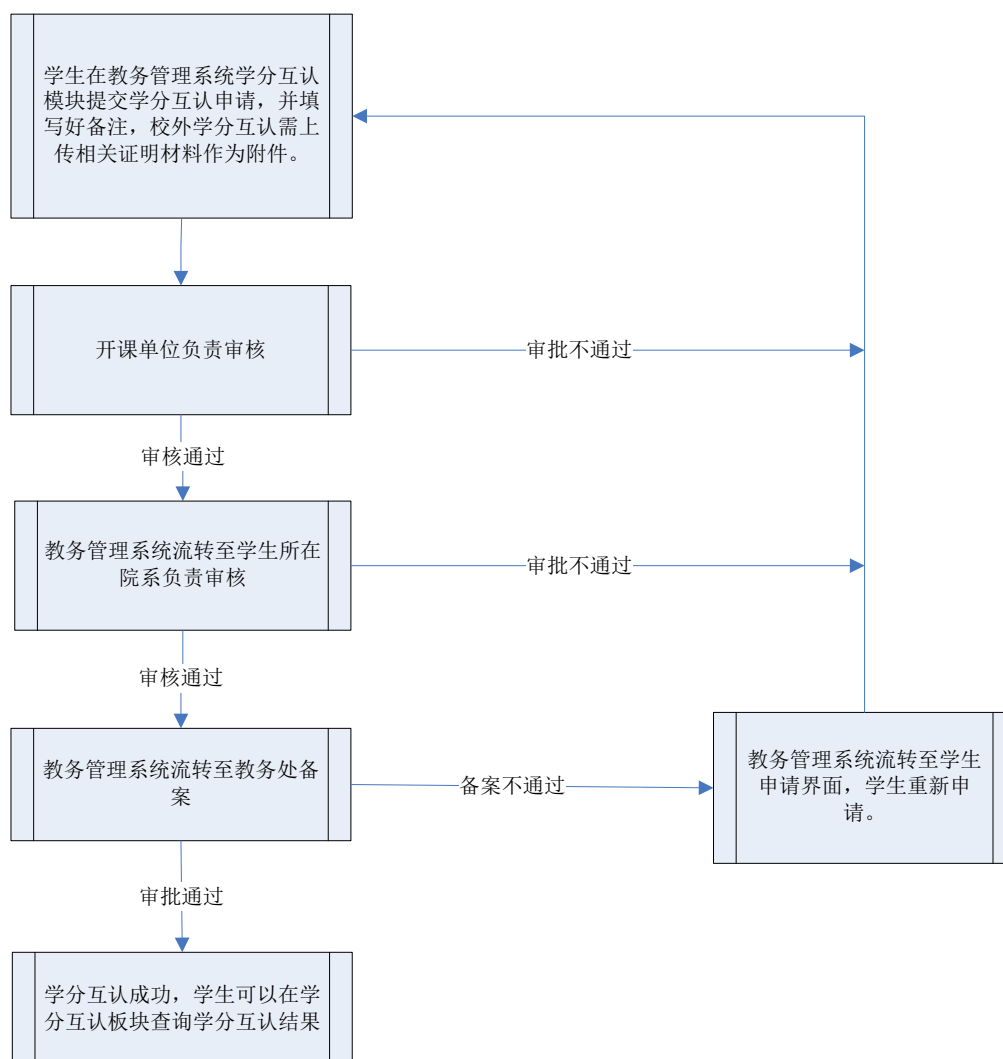 学生在教务管理系统学分互认
模块提交学分互认申请，并填
写好备注，校外学分互认需上
传相关证明材料作为附件。
开课单位负责审核
审批不通过
审核通过
教务管理系统流转至学生所在
院系负责审核
审批不通过
审核通过
教务管理系统流转至教务处备
案
备案不通过
教务管理系统流转至学生
申请界面，学生重新申
请。
审批通过
学分互认成功，学生可以在学
分互认板块查询学分互认结果